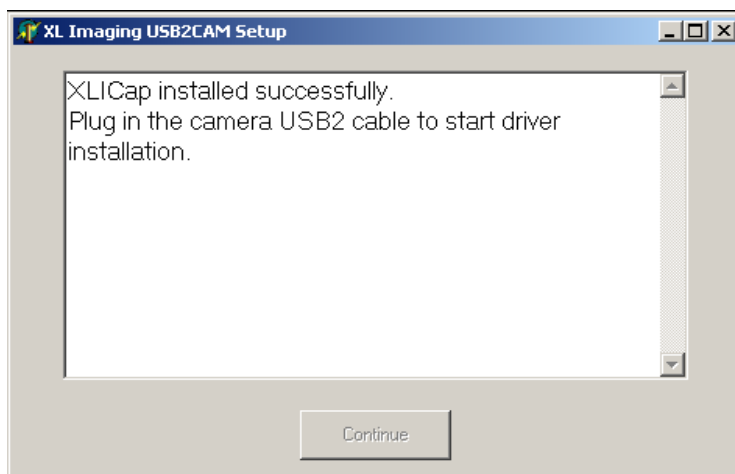 XL Imaging USB2CAM Setup
XLICap installed successfully.
Plug in the camera USB2 cable to start driver
installation.
Continue